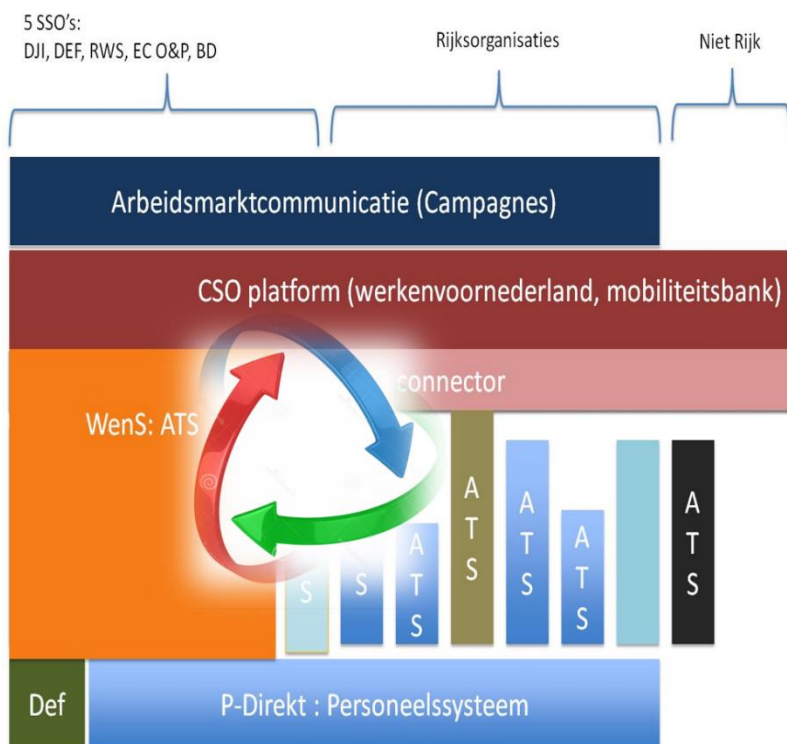 5 SSO's:
DJI, DEF, RWS, EC O&P, BD
Rijksorganisaties
Niet Rijk
Arbeidsmarktcommunicatie (Campagnes)
CSO platform (werkenvoornederland, mobiliteitsbank)
connector
WenS: ATS
S
S
A
T
S
A
T
S
A
T
S
A
T
S
A
T
S
Def
P-Direkt : Personeelssysteem